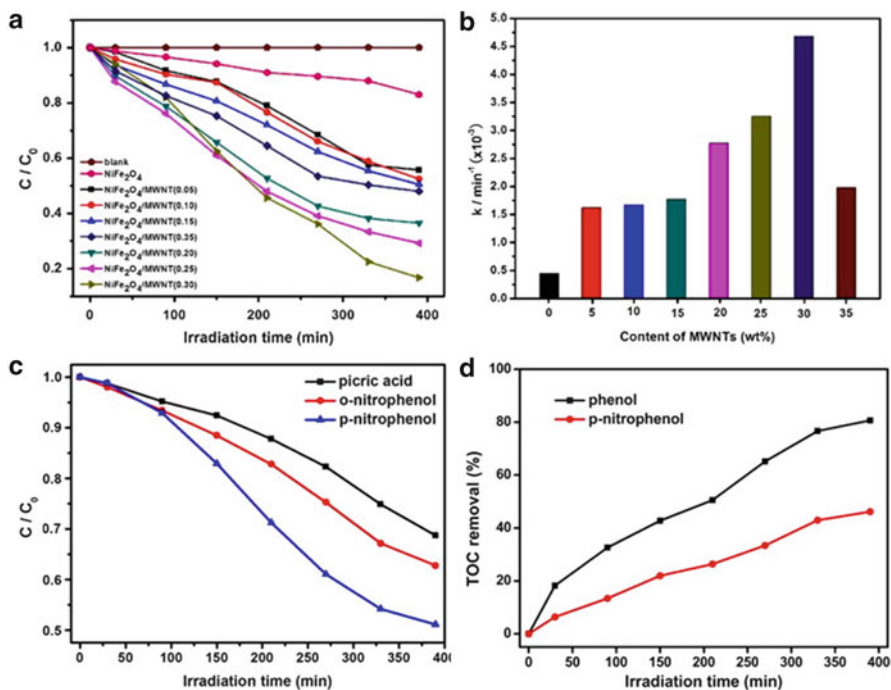 a
C / C₀
1.0
0.8
0.6
0.4
0.2
blank
NiFe₂O₄
NiFe₂O₄/MWNT(0.05)
NiFe₂O₄/MWNT(0.10)
NiFe₂O₄/MWNT(0.15)
NiFe₂O₄/MWNT(0.35)
NiFe₂O₄/MWNT(0.20)
NiFe₂O₄/MWNT(0.25)
NiFe₂O₄/MWNT(0.30)
0 100 200 300 400
Irradiation time (min)
b
k / min⁻¹ (x10⁻³)
5.0
4.5
4.0
3.5
3.0
2.5
2.0
1.5
1.0
0.5
0.0
0 5 10 15 20 25 30 35
Content of MWNTs (wt%)
c
C / C₀
1.0
0.9
0.8
0.7
0.6
0.5
picric acid
o-nitrophenol
p-nitrophenol
0 50 100 150 200 250 300 350 400
Irradiation time (min)
d
TOC removal (%)
100
80
60
40
20
0
phenol
p-nitrophenol
0 50 100 150 200 250 300 350 400
Irradiation time (min)